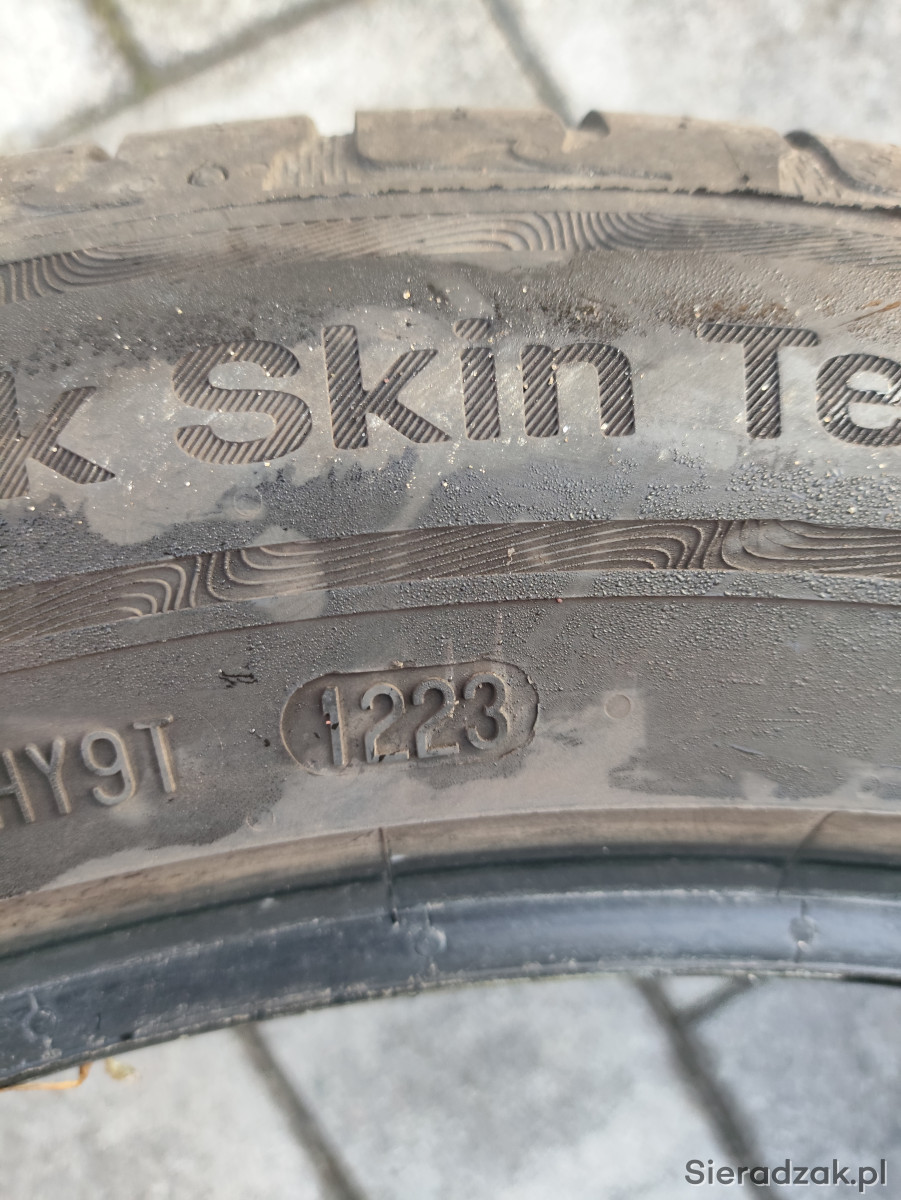 k Skin Te
HY9T 1223
Sieradzak.pl